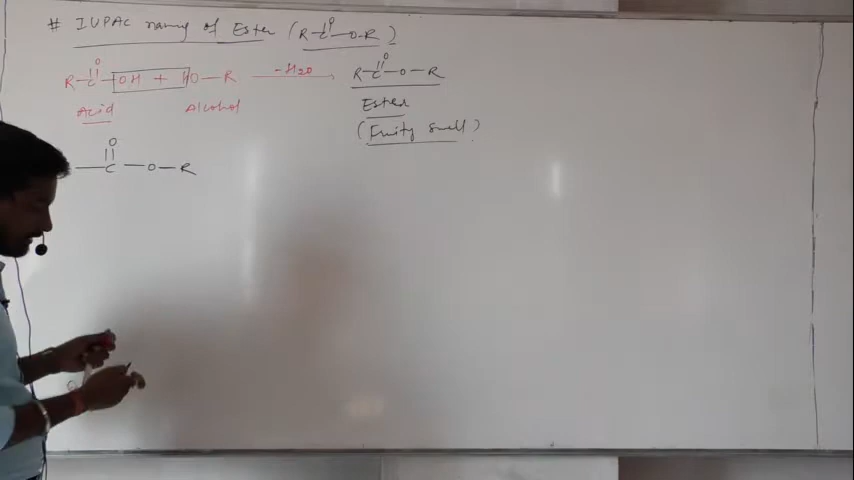 # IUPAC naming of Ester (R-C-O-R)
O
R-C-OH + HO-R -H2O R-C-O-R
O O
Acid Alcohol Ester
(Fruity smell)
O
-C-O-R